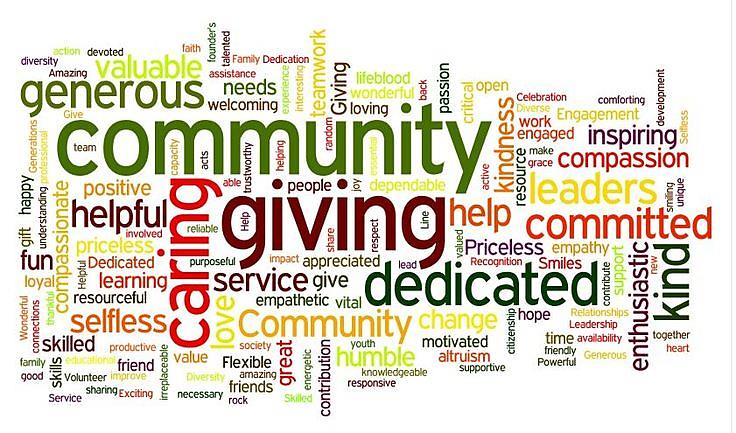 action
devoted
faith
founder's
talented
Family
Dedication
diversity
Amazing
valuable
assistance
experience
interesting
teamwork
Giving
lifeblood
wonderful
back
passion
critical
open
generous
needs
welcoming
loving
Celebration
Diverse
Engagement
comforting
development
Selfless
Give
Generations
professional
team
community
capacity
acts
trustworthy
helping
random
essential
active
kindness
resource
work
engaged
inspiring
make
grace
compassion
smiling
unique
happy
understanding
compassionate
positive
able
people
joy
dependable
leaders
gift
helpful
caring
reliable
Help
giving
share
respect
Line
help
valued
committed
involved
priceless
Priceless
empathy
fun
Helpful
Dedicated
purposeful
impact
appreciated
lead
Recognition
Smiles
contribute
support
enthusiastic
new
kind
loyal
learning
service
give
dedicated
resourceful
empathetic
vital
Wonderful
connections
thankful
selfless
love
Community
change
citizenship
hope
Relationships
Leadership
skilled
productive
value
society
great
energetic
contribution
youth
humble
motivated
altruism
time
availability
together
heart
family
good
skills
educational
friend
Flexible
amazing
knowledgeable
supportive
friendly
Powerful
Generous
Volunteer
improve
irreplaceable
Diversity
friends
responsive
Service
sharing
Exciting
necessary
rock
Skilled